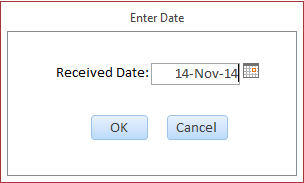 Enter Date
Received Date: 14-Nov-14
OK Cancel